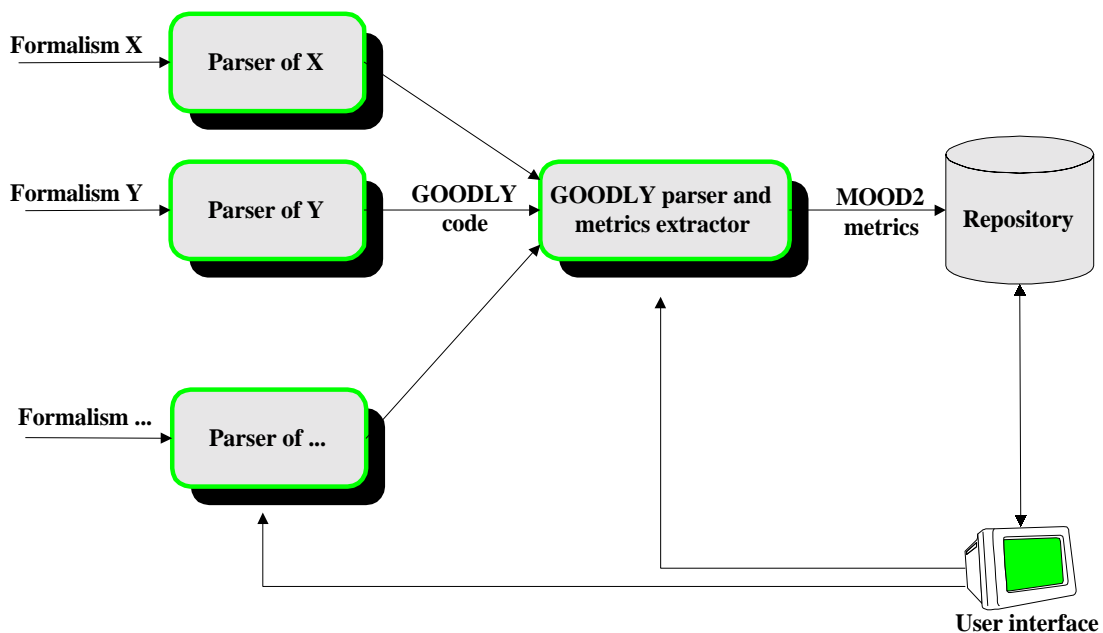 Formalism X
Parser of X
Formalism Y
Parser of Y
GOODLY
code
GOODLY parser and
metrics extractor
MOOD2
metrics
Repository
Formalism ...
Parser of ...
User interface